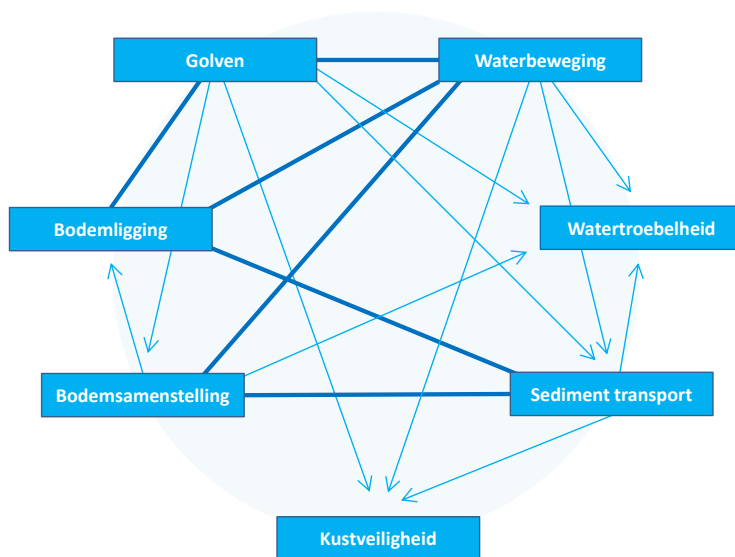 Golven
Waterbeweging
Bodemligging
Watertroebelheid
Bodemsamenstelling
Sediment transport
Kustveiligheid